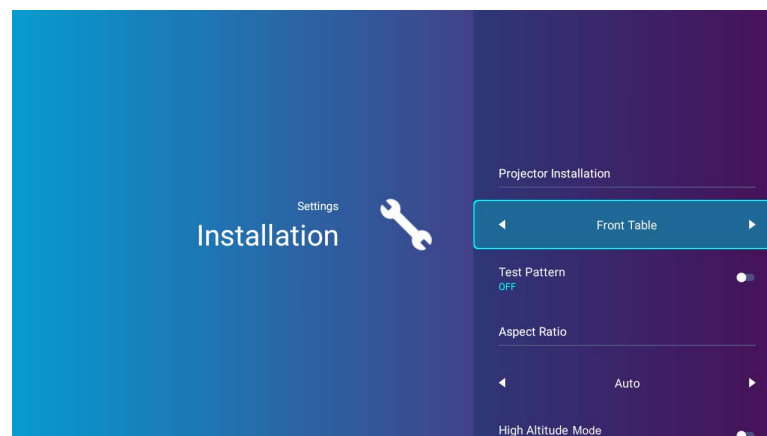 Settings
Installation
Projector Installation
Front Table
Test Pattern
OFF
Aspect Ratio
Auto
High Altitude Mode